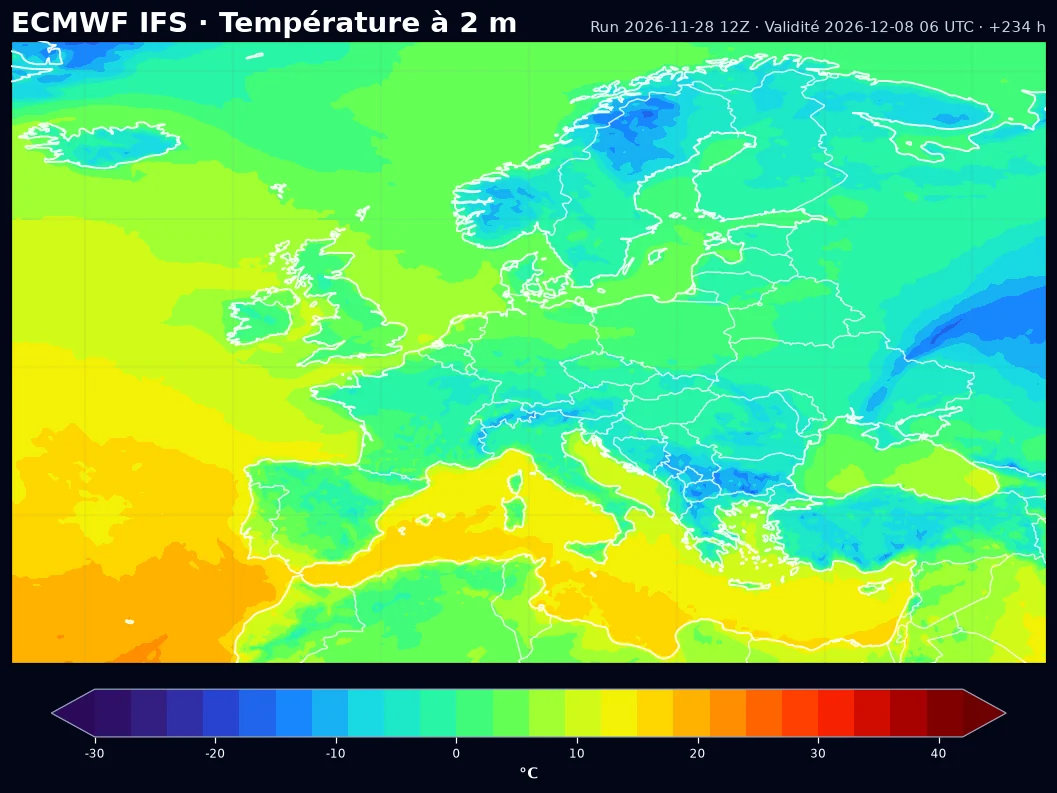 ECMWF IFS · Température à 2 m
Run 2026-11-28 12Z · Validité 2026-12-08 06 UTC · +234 h
-30 -20 -10 0 10 20 30 40
°C